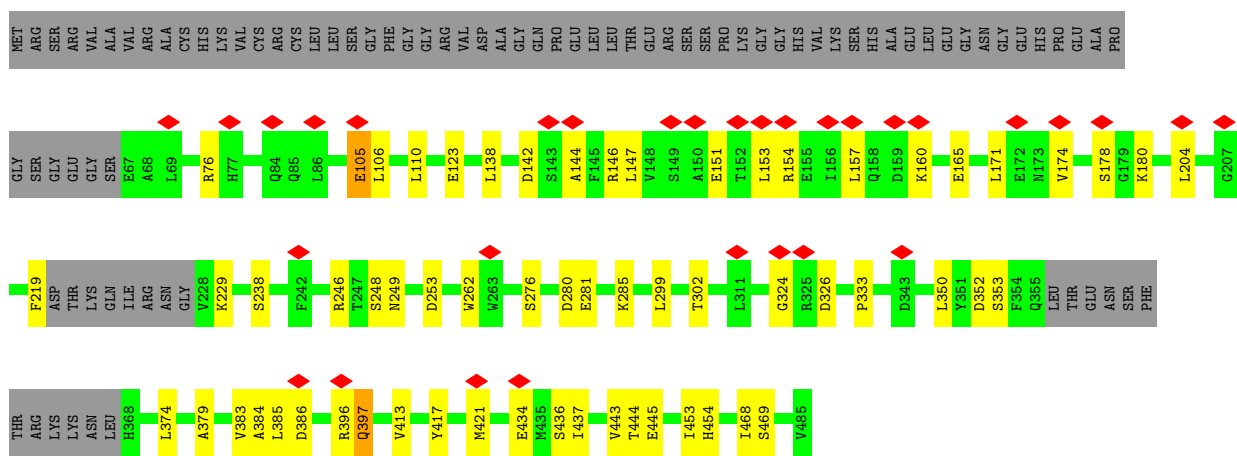 MET ARG SER ARG VAL ALA VAL ARG ALA CYS HIS LYS VAL CYS ARG CYS LEU LEU SER GLY PHE GLY GLY ARG VAL ASP ALA GLY GLN PRO GLU LEU LEU THR GLU ARG SER SER PRO LYS GLY GLY HIS VAL LYS SER HIS ALA GLU LEU GLU GLY ASN GLY GLU HIS PRO GLU ALA PRO
GLY SER GLY GLU GLY SER E67 A68 L69 R76 H77 Q84 Q85 L86 E105 L106 L110 E123 L138 D142 S143 A144 F145 R146 L147 V148 S149 A150 E151 T152 L153 R154 E155 I156 L157 Q158 D159 K160 E165 L171 E172 N173 V174 S178 G179 K180 L204 G207
F219 ASP THR LYS GLN ILE ARG ASN GLY V228 K229 S238 F242 R246 T247 S248 N249 D253 W262 W263 S276 D280 E281 K285 L299 T302 L311 G324 R325 D326 P333 D343 L350 Y351 D352 S353 F354 Q355 LEU THR GLU ASN SER PHE
THR ARG LYS LYS ASN LEU H368 L374 A379 V383 A384 L385 D386 R396 Q397 V413 Y417 M421 E434 M435 S436 I437 V443 T444 E445 I453 H454 I468 S469 V485